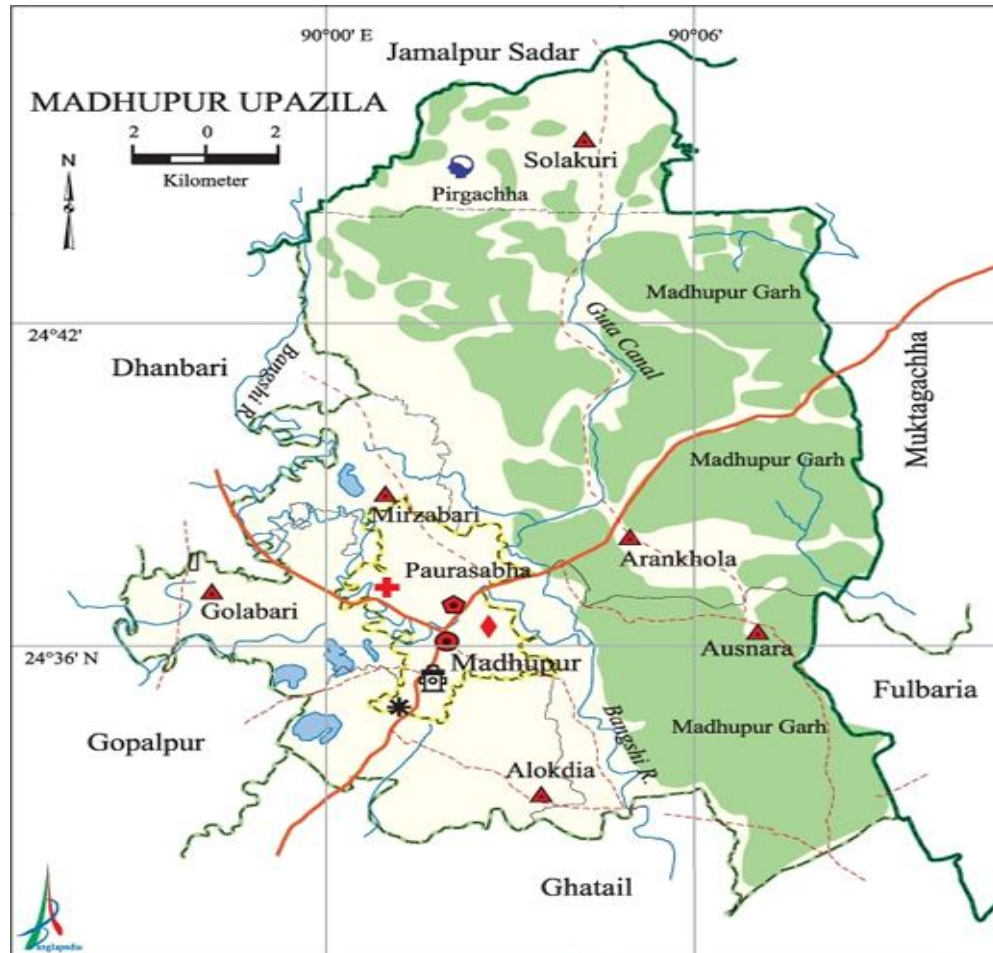 90°00' E
90°06'
Jamalpur Sadar
MADHUPUR UPAZILA
2 0 2
Kilometer
N
Solakuri
Pirgachha
Madhupur Garh
24°42'
Guta Canal
Dhanbari
Bangshi R.
Muktagachha
Madhupur Garh
Mirzabari
Arankhola
Paurasabha
Golabari
24°36' N
Madhupur
Ausnara
Fulbaria
Gopalpur
Bangshi R.
Madhupur Garh
Alokdia
Ghatail